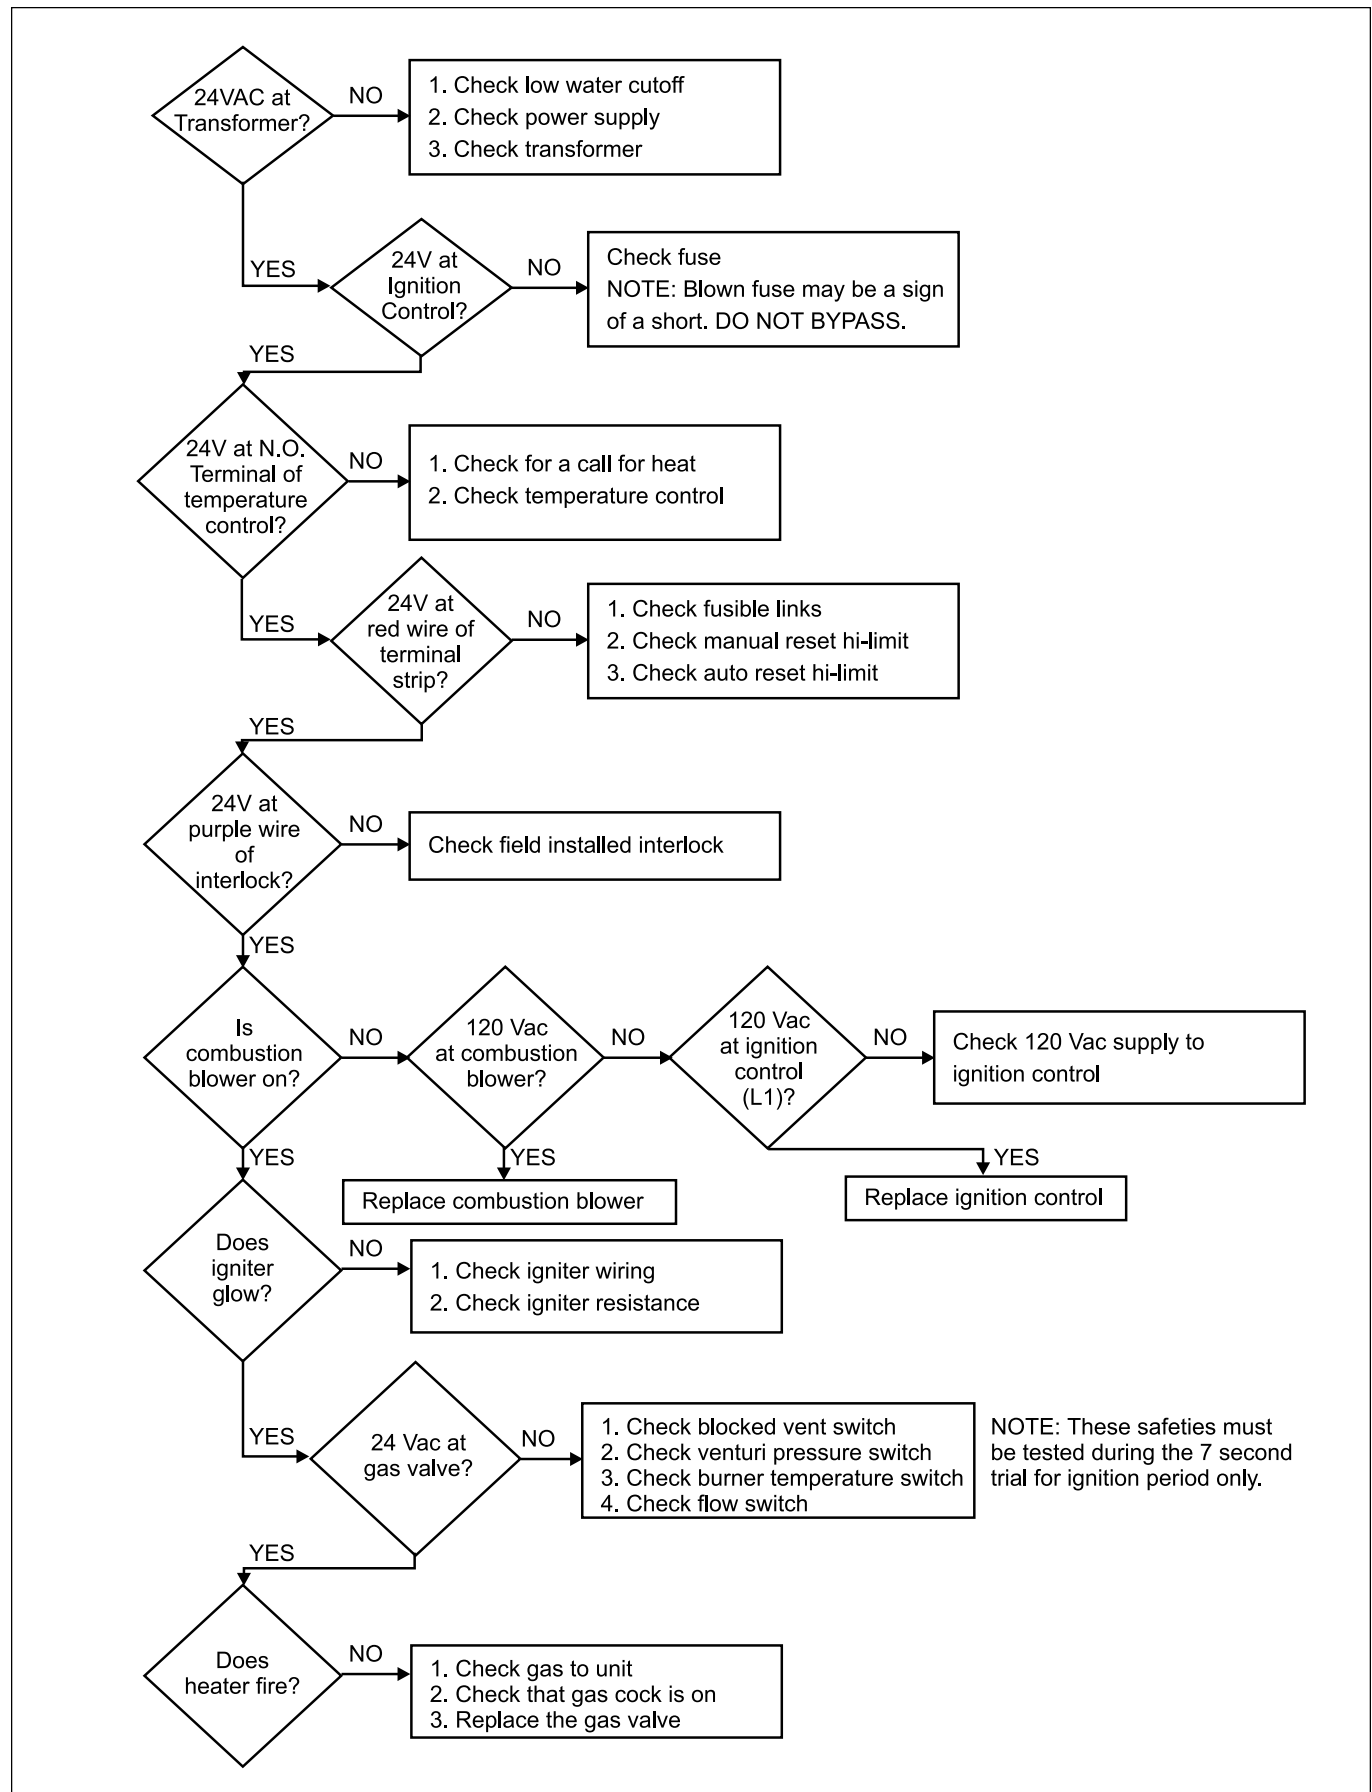 24VAC at
Transformer?
NO
1. Check low water cutoff
2. Check power supply
3. Check transformer
YES
24V at
Ignition
Control?
NO
Check fuse
NOTE: Blown fuse may be a sign
of a short. DO NOT BYPASS.
YES
24V at N.O.
Terminal of
temperature
control?
NO
1. Check for a call for heat
2. Check temperature control
YES
24V at
red wire of
terminal
strip?
NO
1. Check fusible links
2. Check manual reset hi-limit
3. Check auto reset hi-limit
YES
24V at
purple wire
of
interlock?
NO
Check field installed interlock
YES
Is
combustion
blower on?
NO
120 Vac
at combustion
blower?
NO
120 Vac
at ignition
control
(L1)?
NO
Check 120 Vac supply to
ignition control
YES
YES
YES
Replace combustion blower
Replace ignition control
Does
igniter
glow?
NO
1. Check igniter wiring
2. Check igniter resistance
YES
24 Vac at
gas valve?
NO
1. Check blocked vent switch
2. Check venturi pressure switch
3. Check burner temperature switch
4. Check flow switch
NOTE: These safeties must
be tested during the 7 second
trial for ignition period only.
YES
Does
heater fire?
NO
1. Check gas to unit
2. Check that gas cock is on
3. Replace the gas valve